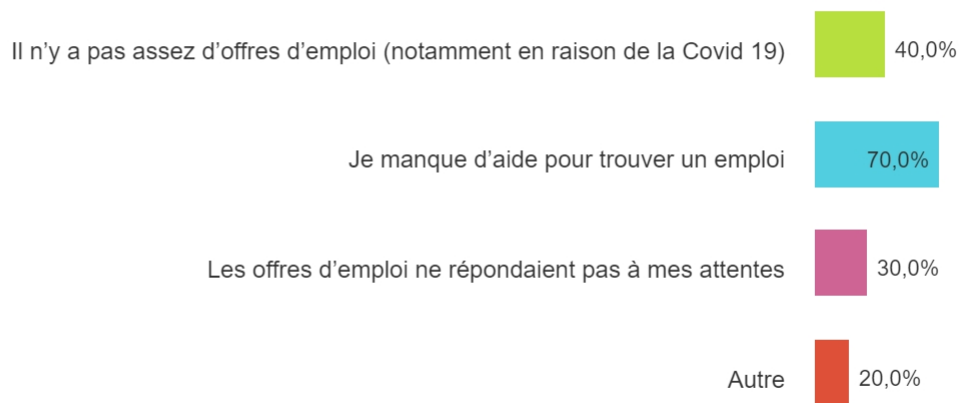 Il n’y a pas assez d’offres d’emploi (notamment en raison de la Covid 19) 40,0%
Je manque d’aide pour trouver un emploi 70,0%
Les offres d’emploi ne répondaient pas à mes attentes 30,0%
Autre 20,0%